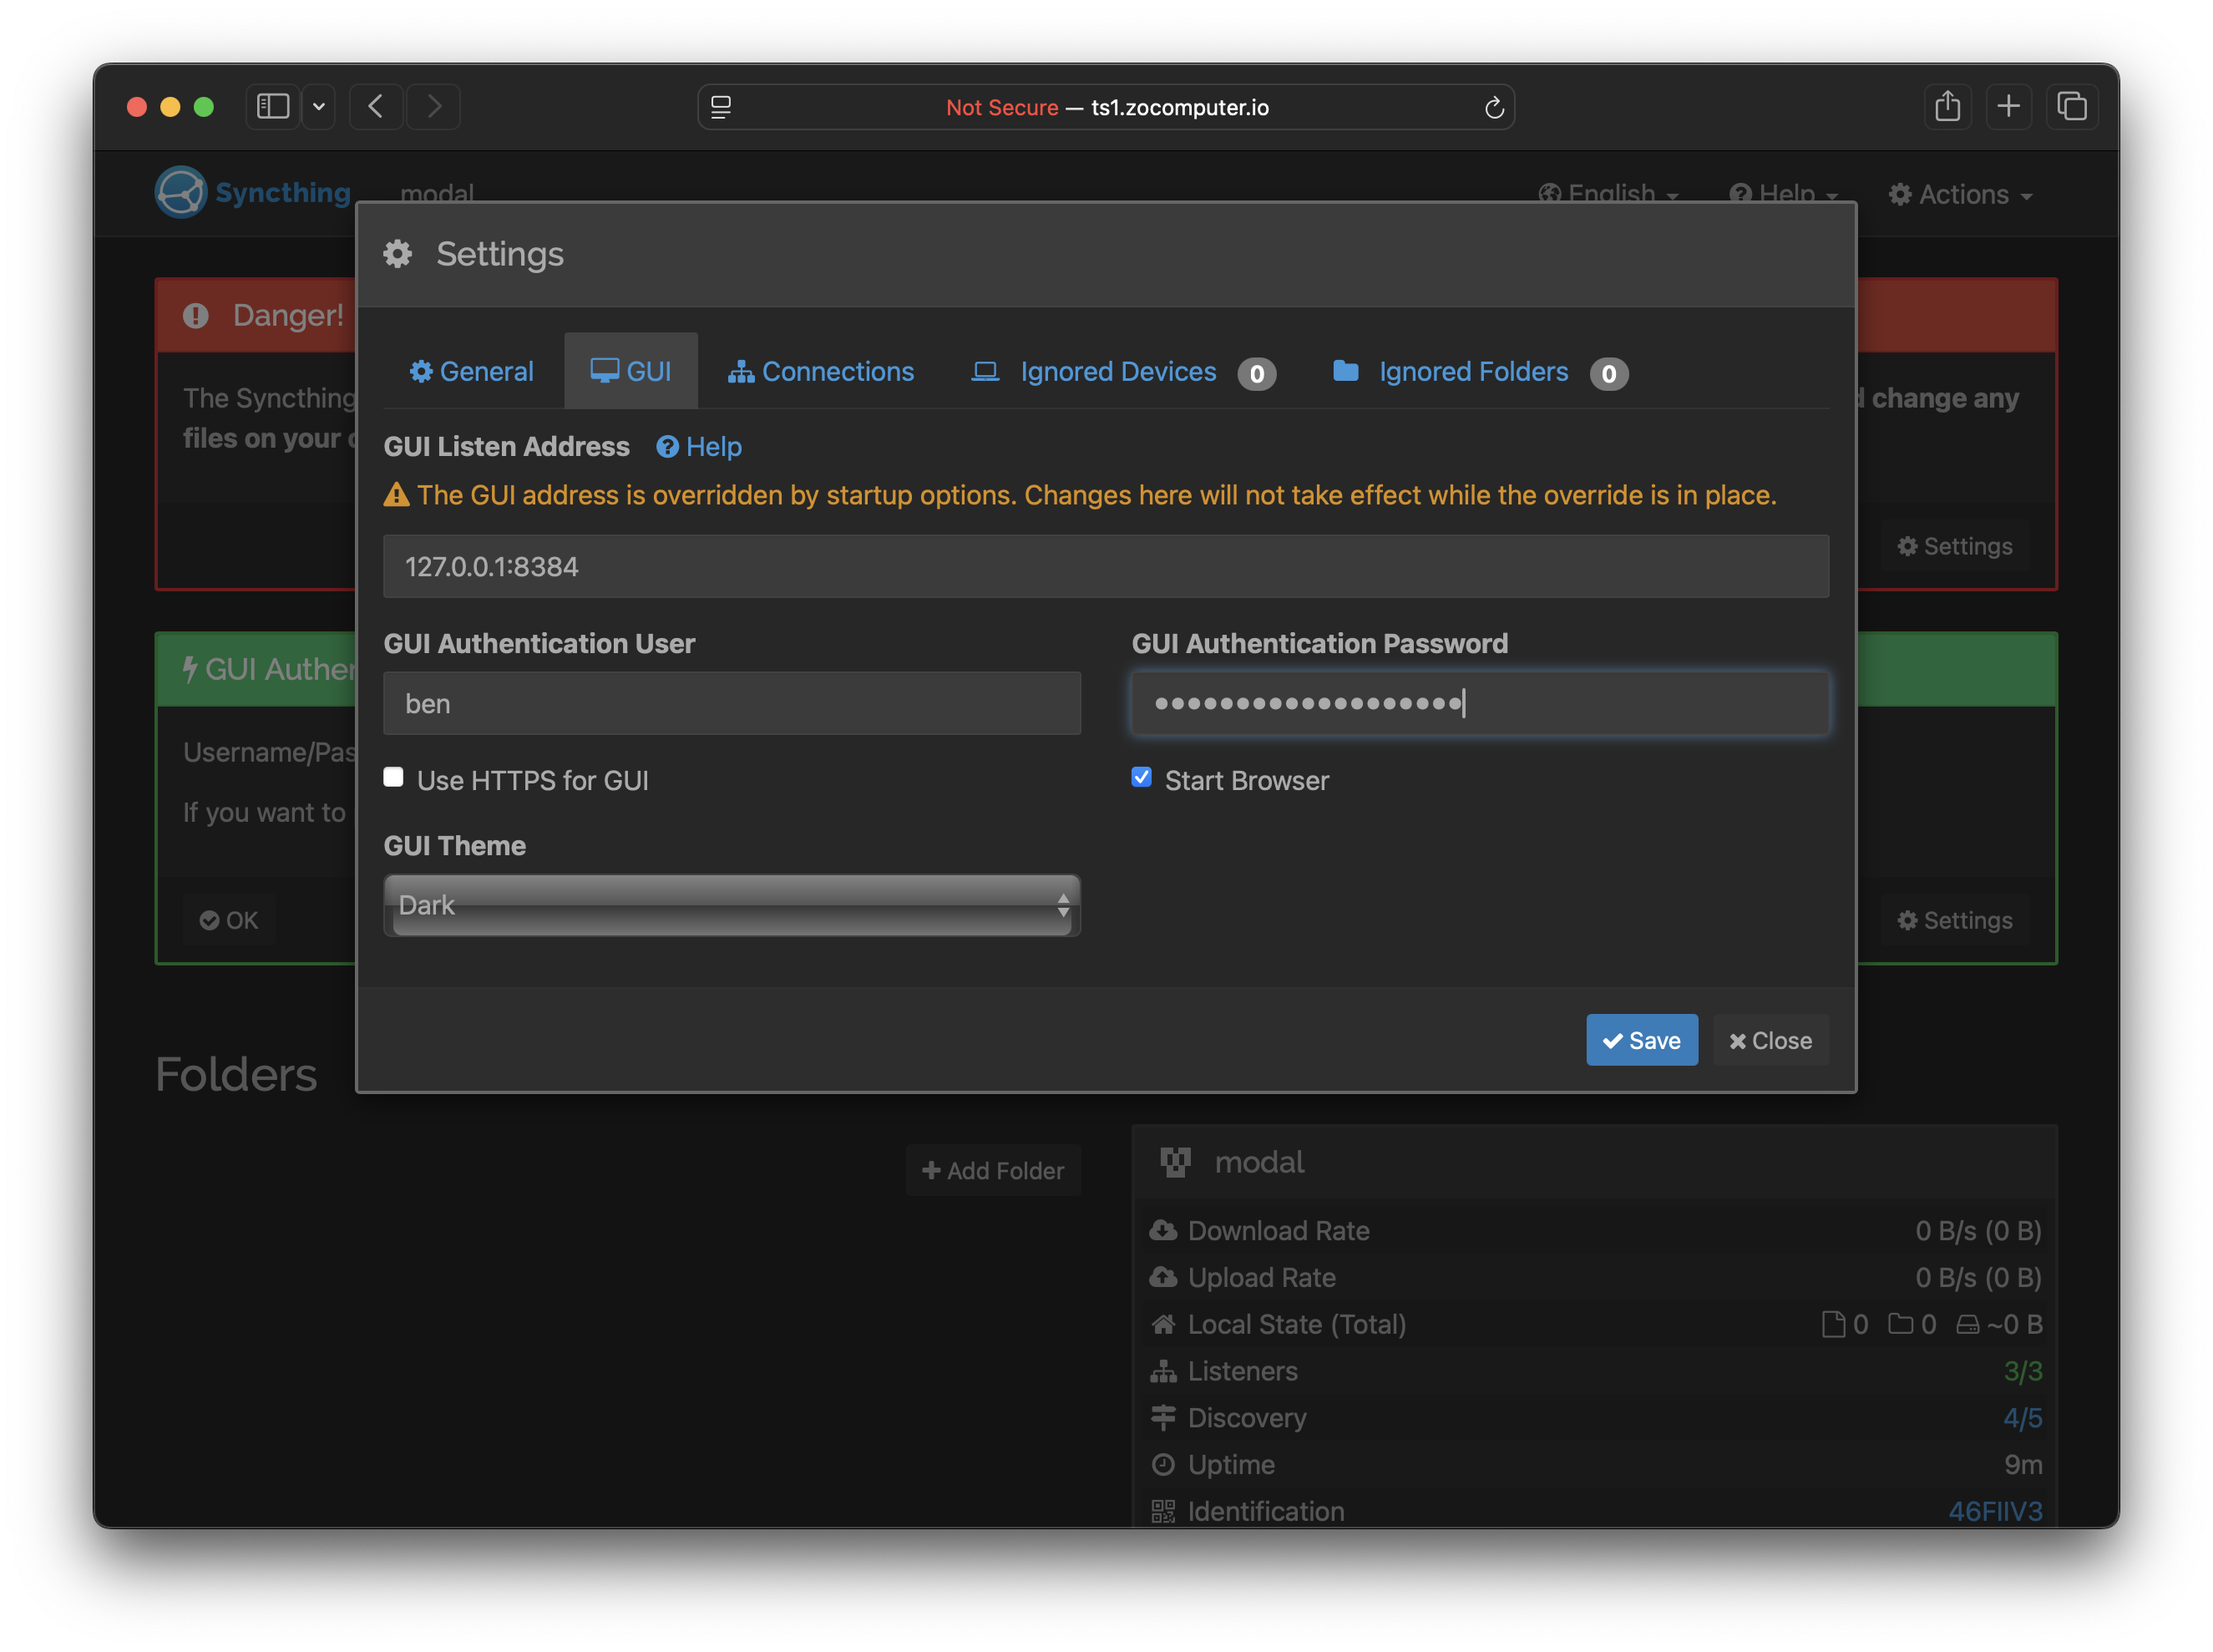 Not Secure — ts1.zocomputer.io
Syncthing modal English Help Actions
Settings
Danger!
General GUI Connections Ignored Devices 0 Ignored Folders 0
The Syncthing change any
files on your
GUI Listen Address Help
The GUI address is overridden by startup options. Changes here will not take effect while the override is in place.
Settings
127.0.0.1:8384
GUI Authentication User GUI Authentication Password
ben ●●●●●●●●●●●●●●●●●●●
Username/Pas
Use HTTPS for GUI Start Browser
If you want to
GUI Theme
Dark
OK Settings
Save Close
Folders
Add Folder
modal
Download Rate 0 B/s (0 B)
Upload Rate 0 B/s (0 B)
Local State (Total) 0 0 ~0 B
Listeners 3/3
Discovery 4/5
Uptime 9m
Identification 46FIIV3